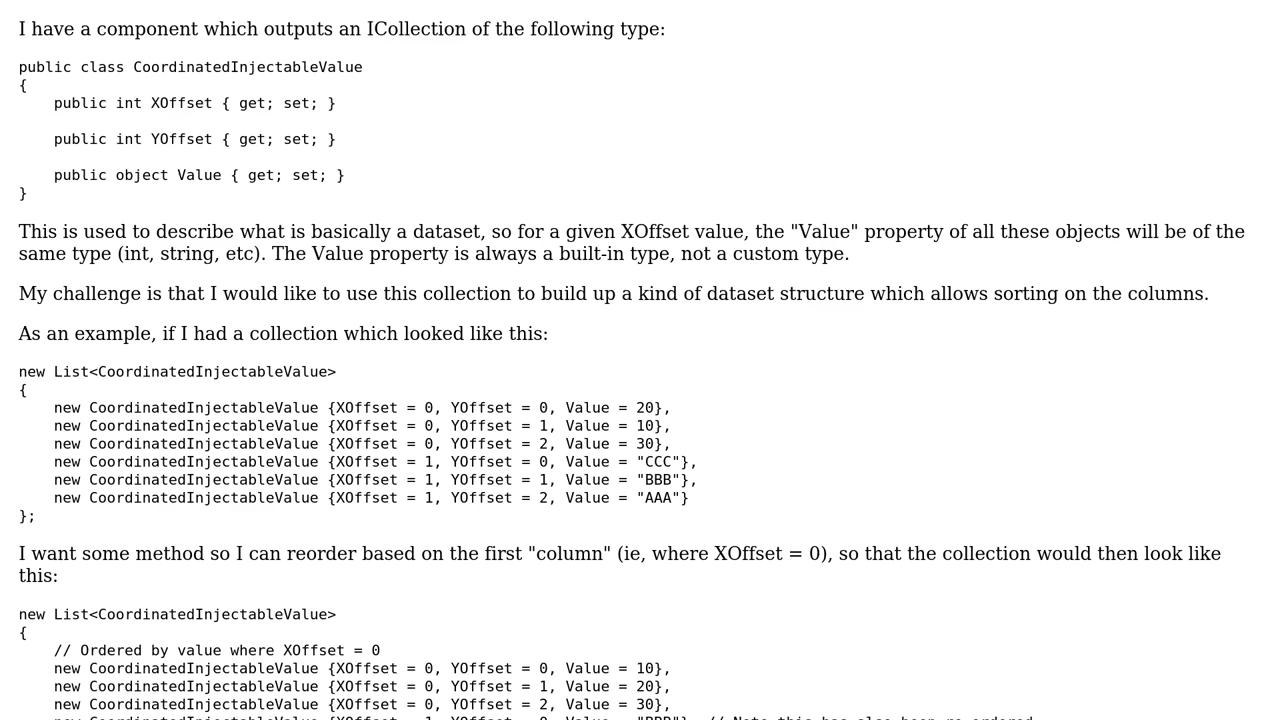 I have a component which outputs an ICollection of the following type:
public class CoordinatedInjectableValue
{
    public int XOffset { get; set; }
    public int YOffset { get; set; }
    public object Value { get; set; }
}
This is used to describe what is basically a dataset, so for a given XOffset value, the "Value" property of all these objects will be of the
same type (int, string, etc). The Value property is always a built-in type, not a custom type.
My challenge is that I would like to use this collection to build up a kind of dataset structure which allows sorting on the columns.
As an example, if I had a collection which looked like this:
new List<CoordinatedInjectableValue>
{
    new CoordinatedInjectableValue {XOffset = 0, YOffset = 0, Value = 20},
    new CoordinatedInjectableValue {XOffset = 0, YOffset = 1, Value = 10},
    new CoordinatedInjectableValue {XOffset = 0, YOffset = 2, Value = 30},
    new CoordinatedInjectableValue {XOffset = 1, YOffset = 0, Value = "CCC"},
    new CoordinatedInjectableValue {XOffset = 1, YOffset = 1, Value = "BBB"},
    new CoordinatedInjectableValue {XOffset = 1, YOffset = 2, Value = "AAA"}
};
I want some method so I can reorder based on the first "column" (ie, where XOffset = 0), so that the collection would then look like
this:
new List<CoordinatedInjectableValue>
{
    // Ordered by value where XOffset = 0
    new CoordinatedInjectableValue {XOffset = 0, YOffset = 0, Value = 10},
    new CoordinatedInjectableValue {XOffset = 0, YOffset = 1, Value = 20},
    new CoordinatedInjectableValue {XOffset = 0, YOffset = 2, Value = 30},